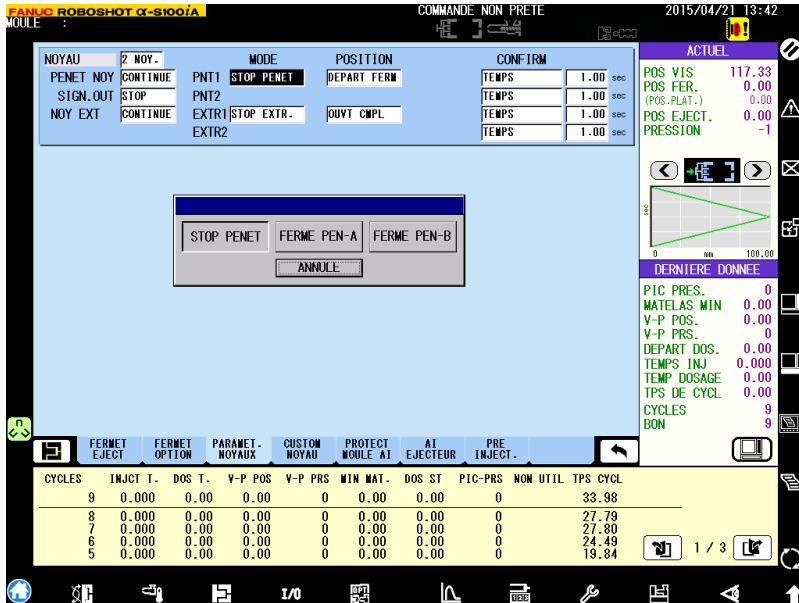 FANUC ROBOSHOT α-S100iA COMMANDE NON PRETE 2015/04/21 13:42
MOULE :
NOYAU 2 NOY. MODE POSITION CONFIRM
PENET NOY CONTINUE PNT1 STOP PENET DEPART FERM TEMPS 1.00 sec
SIGN.OUT STOP PNT2 TEMPS 1.00 sec
NOY EXT CONTINUE EXTR1 STOP EXTR. OUVT CMPL TEMPS 1.00 sec
EXTR2 TEMPS 1.00 sec
STOP PENET FERME PEN-A FERME PEN-B
ANNULE
ACTUEL
POS VIS 117.33
POS FER. 0.00
(POS.PLAT.) 0.00
POS EJECT. 0.00
PRESSION -1
sec
0 mm 100.00
DERNIERE DONNEE
PIC PRES. 0
MATELAS MIN 0.00
V-P POS. 0.00
V-P PRS. 0
DEPART DOS. 0.00
TEMPS INJ 0.000
TEMP DOSAGE 0.00
TPS DE CYCL 0.00
CYCLES 9
BON 9
FERMET EJECT FERMET OPTION PARAMET. NOYAUX CUSTOM NOYAU PROTECT MOULE AI AI EJECTEUR PRE INJECT.
CYCLES INJCT T. DOS T. V-P POS V-P PRS MIN MAT. DOS ST PIC-PRS NON UTIL TPS CYCL
9 0.000 0.00 0.00 0 0.00 0.00 0 33.98
8 0.000 0.00 0.00 0 0.00 0.00 0 27.79
7 0.000 0.00 0.00 0 0.00 0.00 0 27.80
6 0.000 0.00 0.00 0 0.00 0.00 0 24.49
5 0.000 0.00 0.00 0 0.00 0.00 0 19.84
1 / 3
I/O